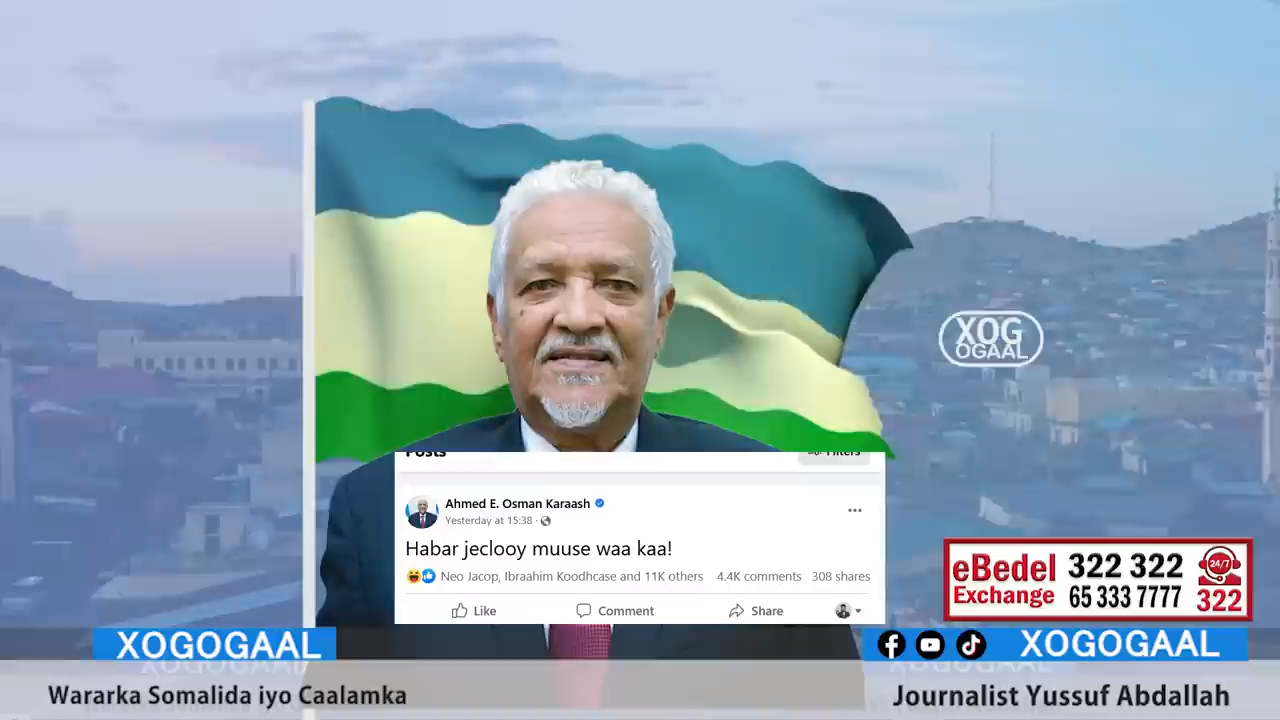 XOG
OGAAL
Posts
Filters
Ahmed E. Osman Karaash
Yesterday at 15:38
Habar jeclooy muuse waa kaa!
Neo Jacop, Ibraahim Koodhcase and 11K others 4.4K comments 308 shares
Like Comment Share
eBedel 322 322 24/7
Exchange 65 333 7777 322
XOGOGAAL
XOGOGAAL
Wararka Somalida iyo Caalamka
Journalist Yussuf Abdallah